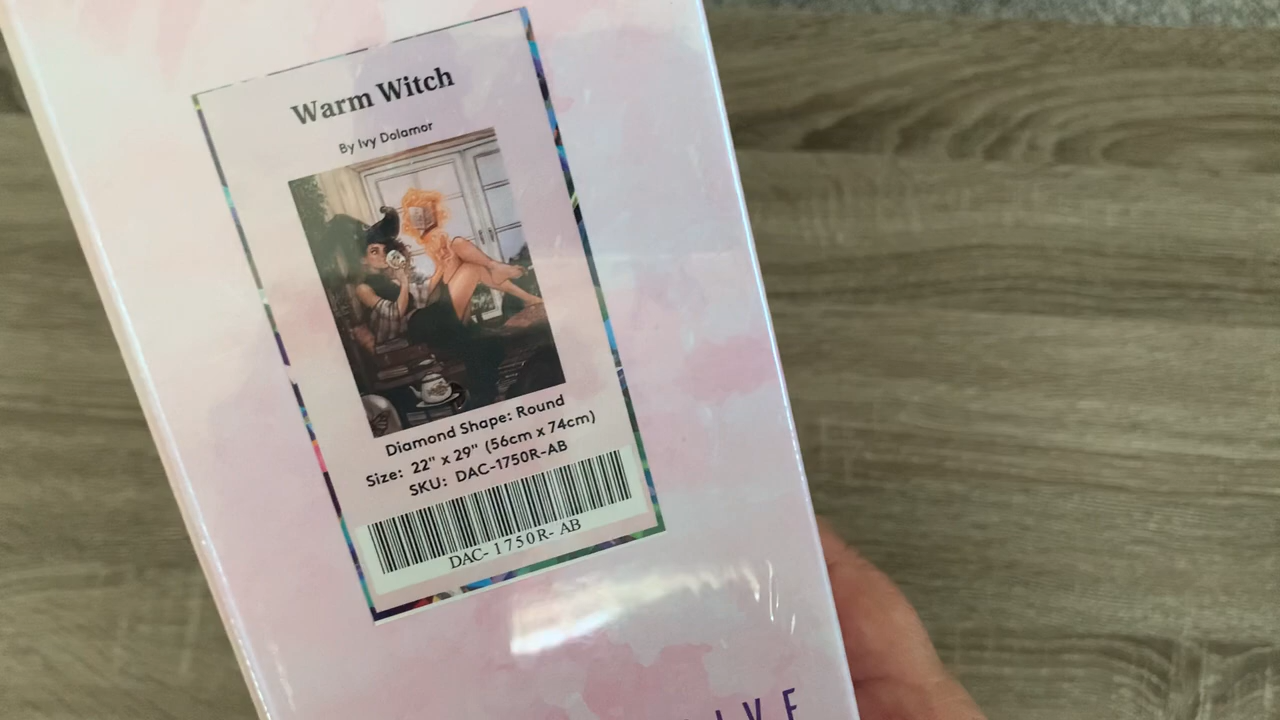 Warm Witch
By Ivy Dolamor
Diamond Shape: Round
Size: 22" x 29" (56cm x 74cm)
SKU: DAC-1750R-AB
DAC- 1750R- AB